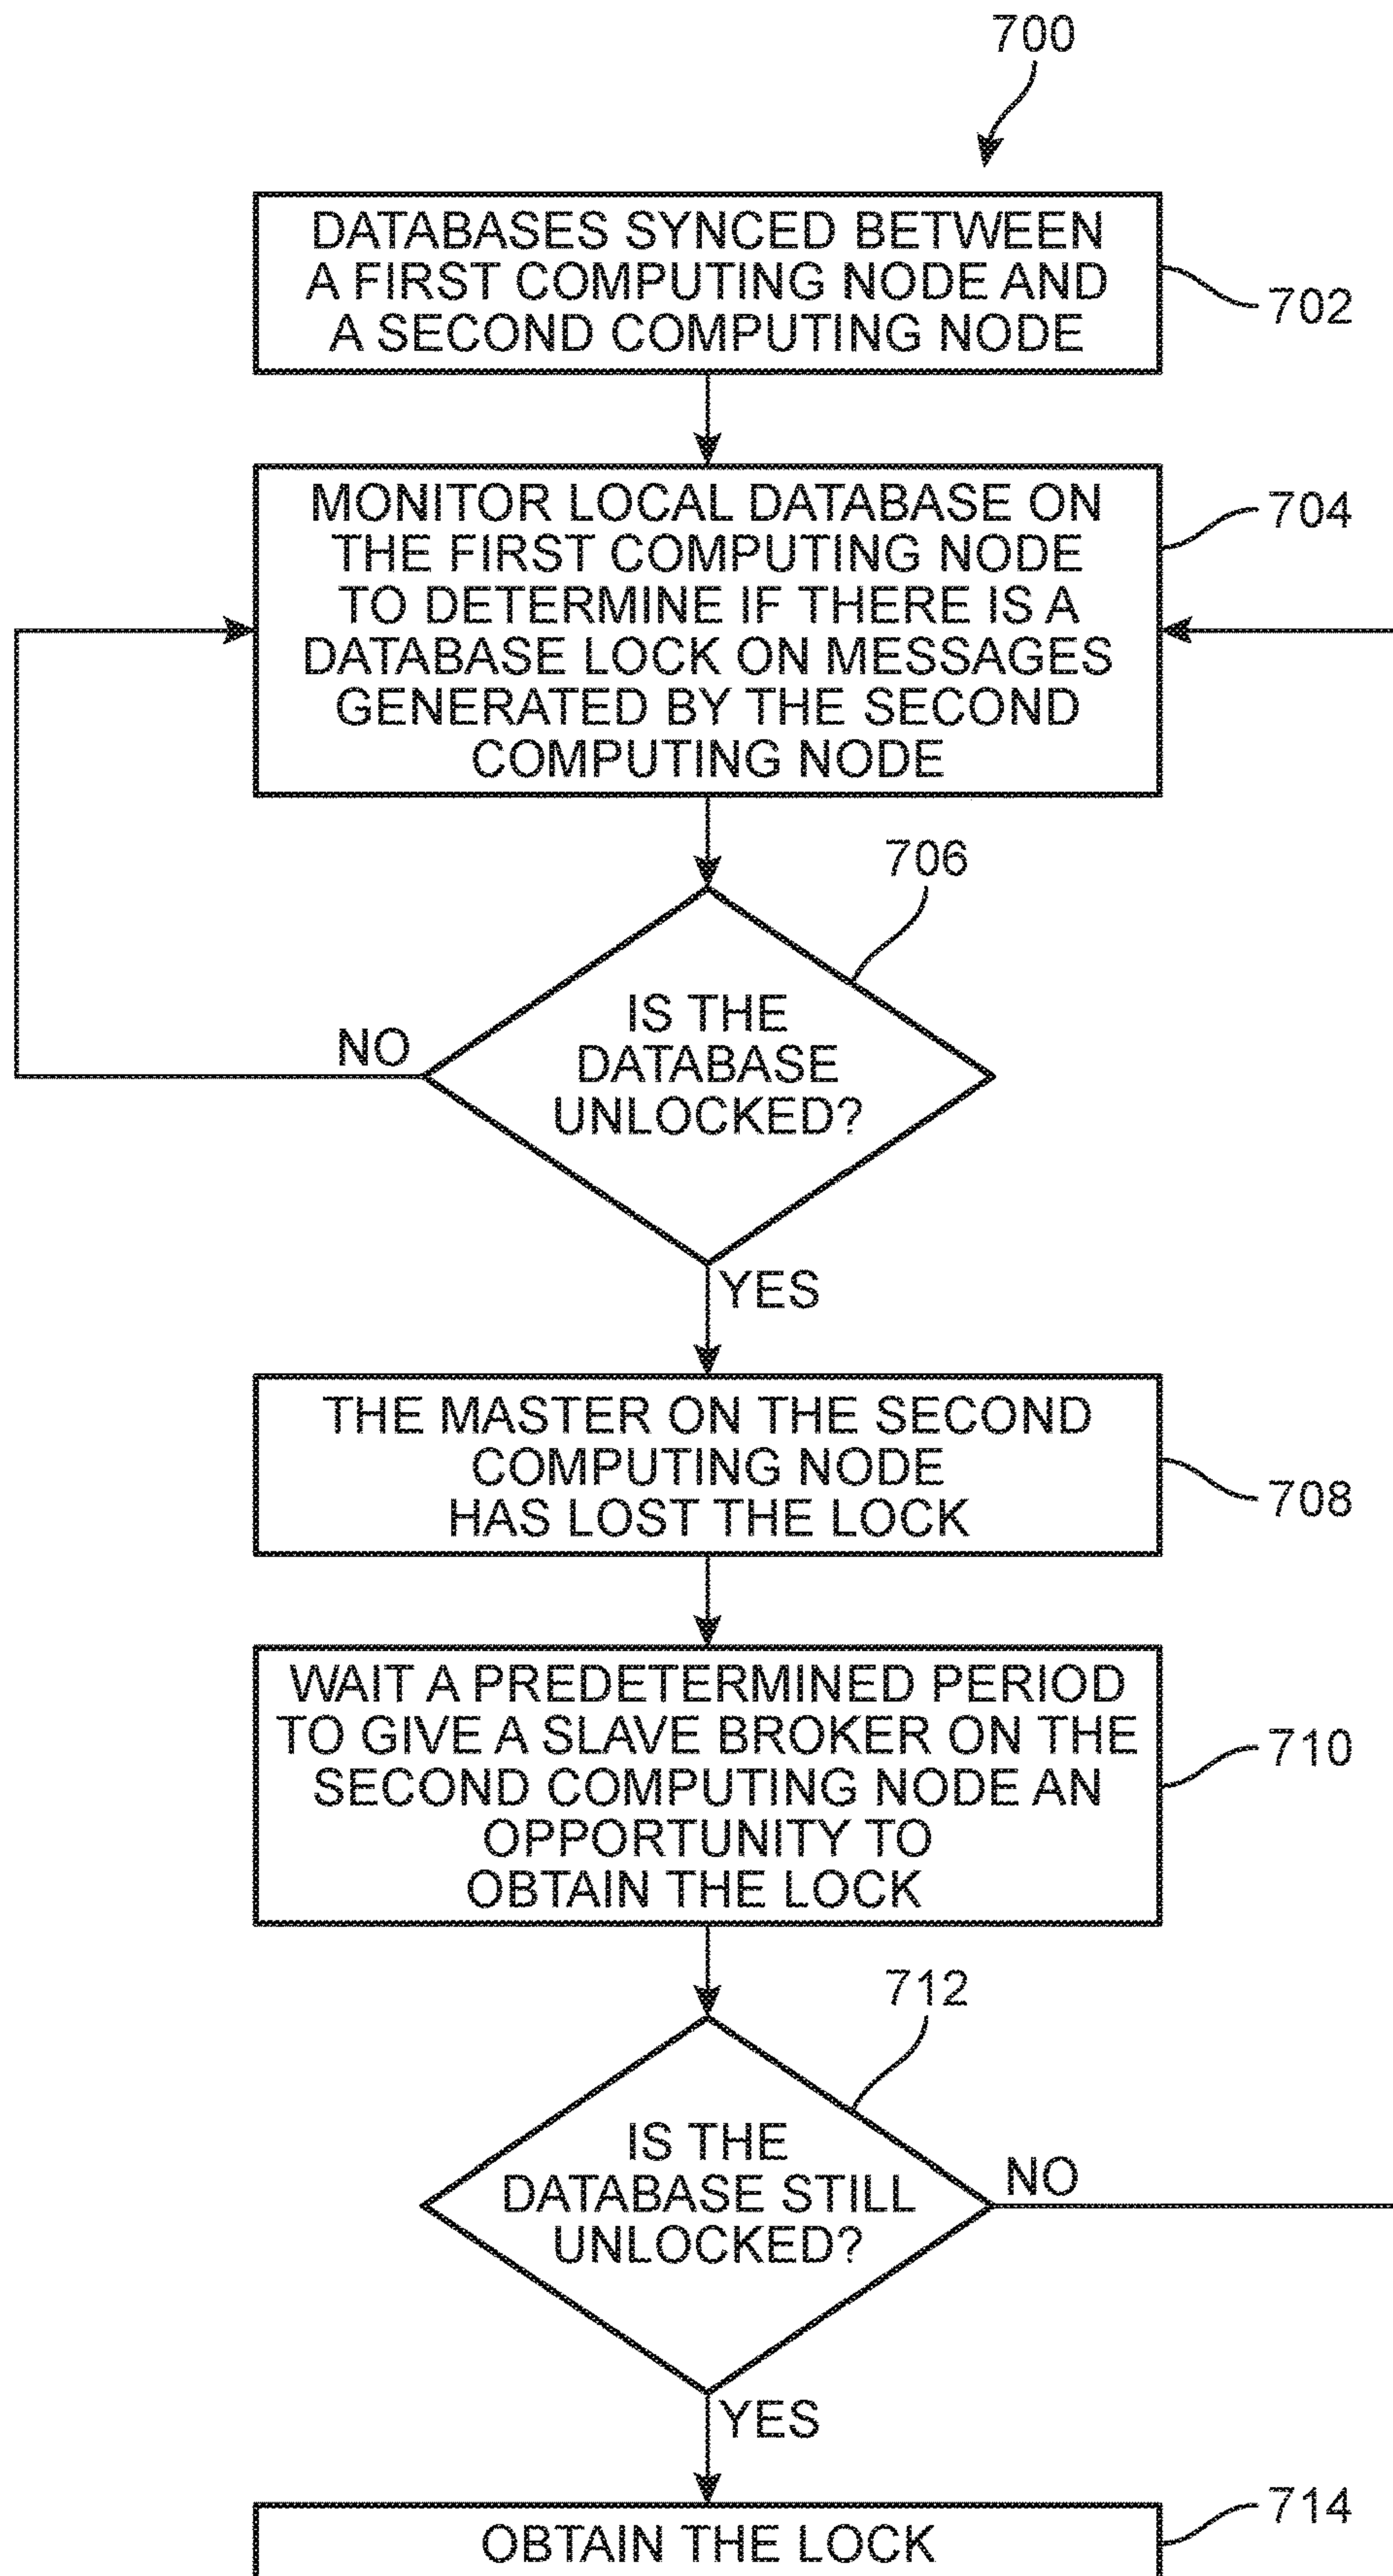 700
DATABASES SYNCED BETWEEN
A FIRST COMPUTING NODE AND
A SECOND COMPUTING NODE
702
MONITOR LOCAL DATABASE ON
THE FIRST COMPUTING NODE
TO DETERMINE IF THERE IS A
DATABASE LOCK ON MESSAGES
GENERATED BY THE SECOND
COMPUTING NODE
704
706
IS THE
DATABASE
UNLOCKED?
NO
YES
THE MASTER ON THE SECOND
COMPUTING NODE
HAS LOST THE LOCK
708
WAIT A PREDETERMINED PERIOD
TO GIVE A SLAVE BROKER ON THE
SECOND COMPUTING NODE AN
OPPORTUNITY TO
OBTAIN THE LOCK
710
712
IS THE
DATABASE STILL
UNLOCKED?
NO
YES
OBTAIN THE LOCK
714